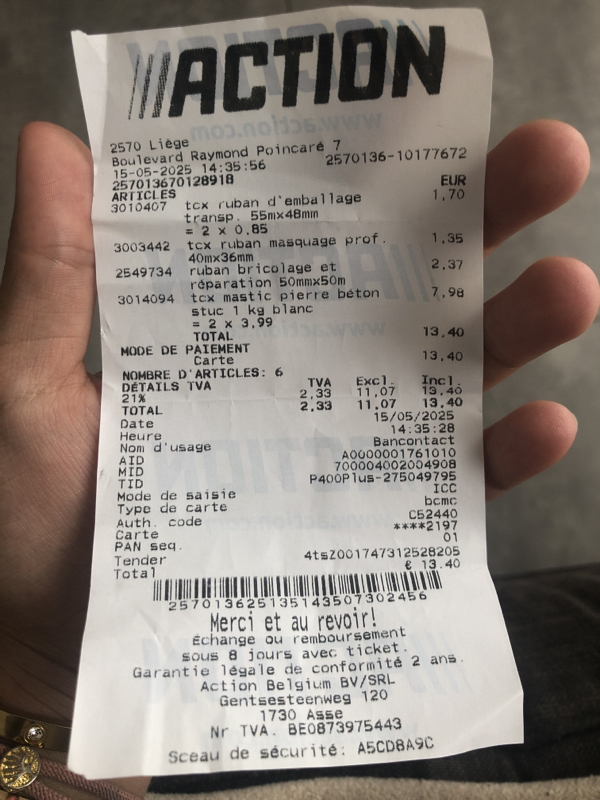 ACTION
2570 Liège
Boulevard Raymond Poincaré 7
15-05-2025 14:35:56 2570136-10177672
257013670128918
ARTICLES EUR
3010407 tcx ruban d'emballage 1,70
transp. 55mx48mm
= 2 x 0,85
3003442 tcx ruban masquage prof. 1,35
40mx36mm
2549734 ruban bricolage et 2,37
réparation 50mmx50m
3014094 tcx mastic pierre béton 7,98
stuc 1 kg blanc
= 2 x 3,99
TOTAL 13,40
MODE DE PAIEMENT
Carte 13,40
NOMBRE D'ARTICLES: 6
DÉTAILS TVA TVA Excl. Incl.
21% 2,33 11,07 13,40
TOTAL 2,33 11,07 13,40
Date 15/05/2025
Heure 14:35:28
Nom d'usage Bancontact
AID A0000001761010
MID 700004002004908
TID P400Plus-275049795
Mode de saisie ICC
Type de carte bcmc
Auth. code C52440
Carte ****2197
PAN seq. 01
Tender 4tsZ001747312528205
Total € 13.40
257013625135143507302456
Merci et au revoir!
Échange ou remboursement
sous 8 jours avec ticket.
Garantie légale de conformité 2 ans.
Action Belgium BV/SRL
Gentsesteenweg 120
1730 Asse
Nr TVA. BE0873975443
Sceau de sécurité: A5CD8A9C